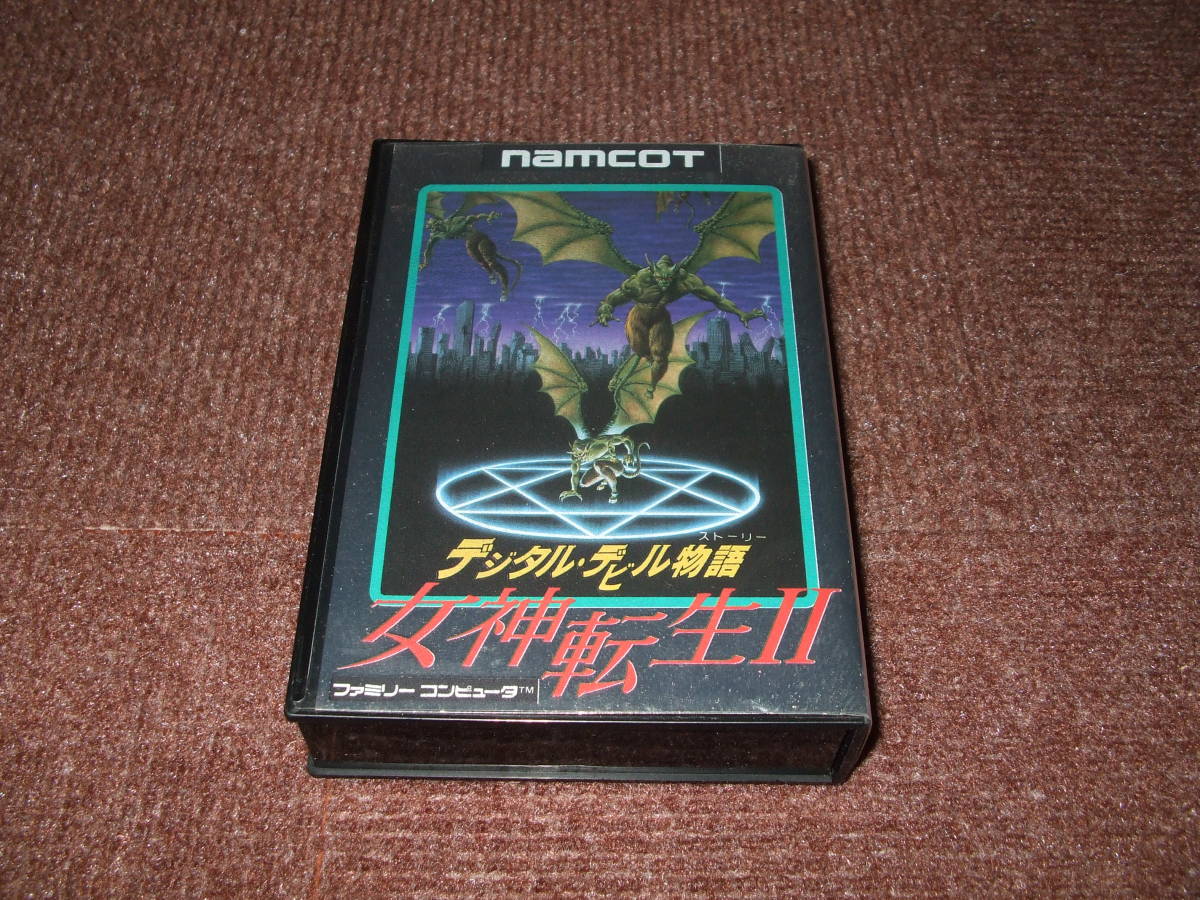 namcot
ストーリー
デジタル・デビル物語
女神転生II
ファミリーコンピュータ™